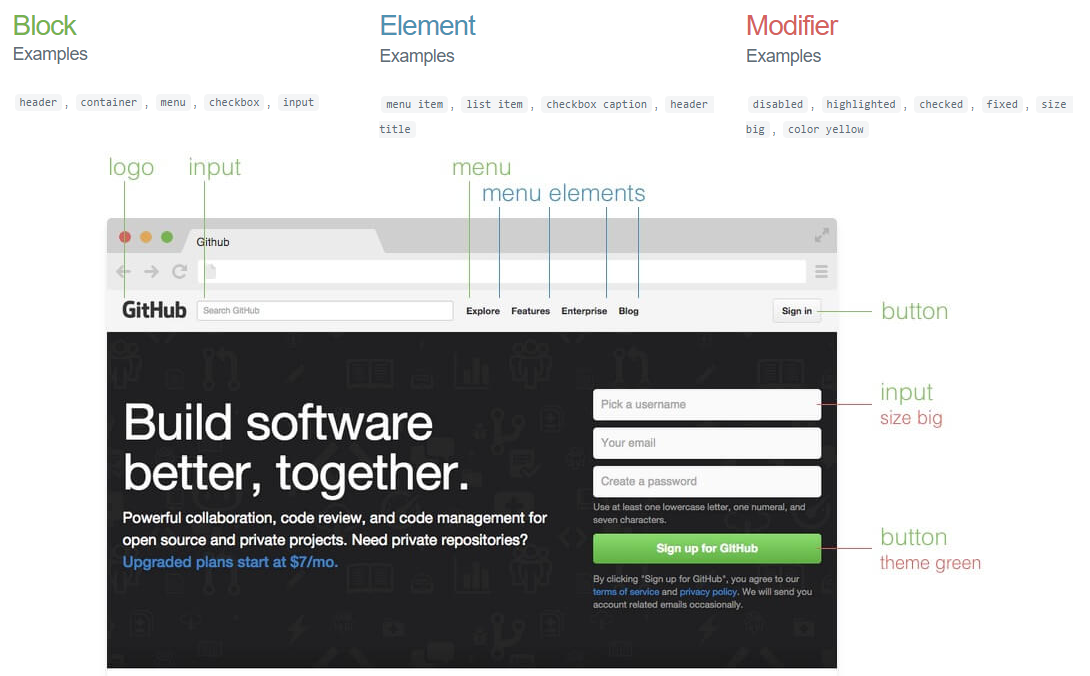 Block
Examples
header , container , menu , checkbox , input
Element
Examples
menu item , list item , checkbox caption , header
title
Modifier
Examples
disabled , highlighted , checked , fixed , size
big , color yellow
logo
input
menu
menu elements
Github
GitHub
Search GitHub
Explore
Features
Enterprise
Blog
Sign in
button
Build software
better, together.
Powerful collaboration, code review, and code management for
open source and private projects. Need private repositories?
Upgraded plans start at $7/mo.
Pick a username
input
size big
Your email
Create a password
Use at least one lowercase letter, one numeral, and
seven characters.
Sign up for GitHub
button
theme green
By clicking "Sign up for GitHub", you agree to our
terms of service and privacy policy. We will send you
account related emails occasionally.